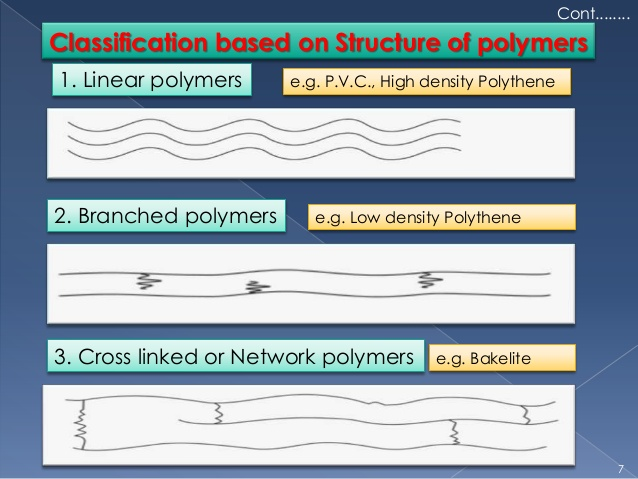 Cont........
Classification based on Structure of polymers
1. Linear polymers
e.g. P.V.C., High density Polythene
2. Branched polymers
e.g. Low density Polythene
3. Cross linked or Network polymers
e.g. Bakelite
7